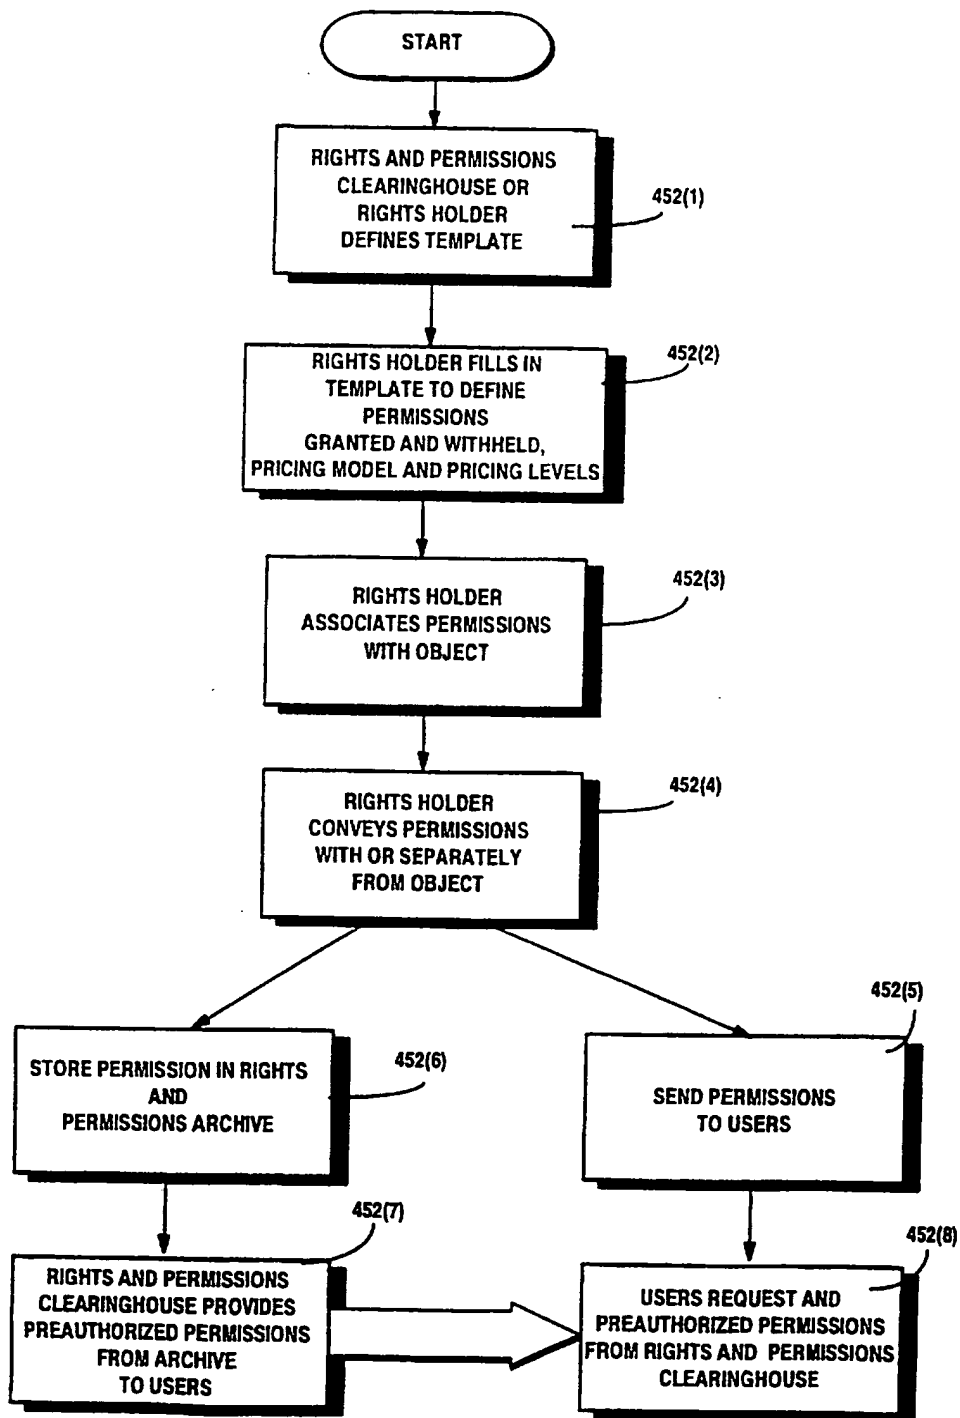 START
RIGHTS AND PERMISSIONS
CLEARINGHOUSE OR
RIGHTS HOLDER
DEFINES TEMPLATE
452(1)
RIGHTS HOLDER FILLS IN
TEMPLATE TO DEFINE
PERMISSIONS
GRANTED AND WITHHELD,
PRICING MODEL AND PRICING LEVELS
452(2)
RIGHTS HOLDER
ASSOCIATES PERMISSIONS
WITH OBJECT
452(3)
RIGHTS HOLDER
CONVEYS PERMISSIONS
WITH OR SEPARATELY
FROM OBJECT
452(4)
STORE PERMISSION IN RIGHTS
AND
PERMISSIONS ARCHIVE
452(6)
SEND PERMISSIONS
TO USERS
452(5)
RIGHTS AND PERMISSIONS
CLEARINGHOUSE PROVIDES
PREAUTHORIZED PERMISSIONS
FROM ARCHIVE
TO USERS
452(7)
USERS REQUEST AND
PREAUTHORIZED PERMISSIONS
FROM RIGHTS AND PERMISSIONS
CLEARINGHOUSE
452(8)